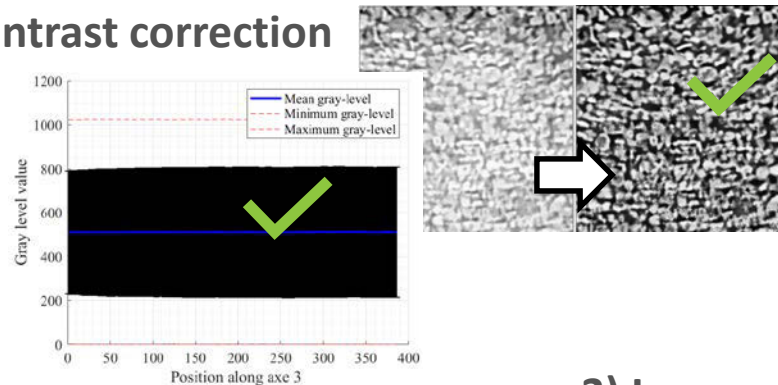 ntrast correction
1200
1000
800
600
400
200
0
Gray level value
Mean gray-level
Minimum gray-level
Maximum gray-level
0 50 100 150 200 250 300 350 400
Position along axe 3